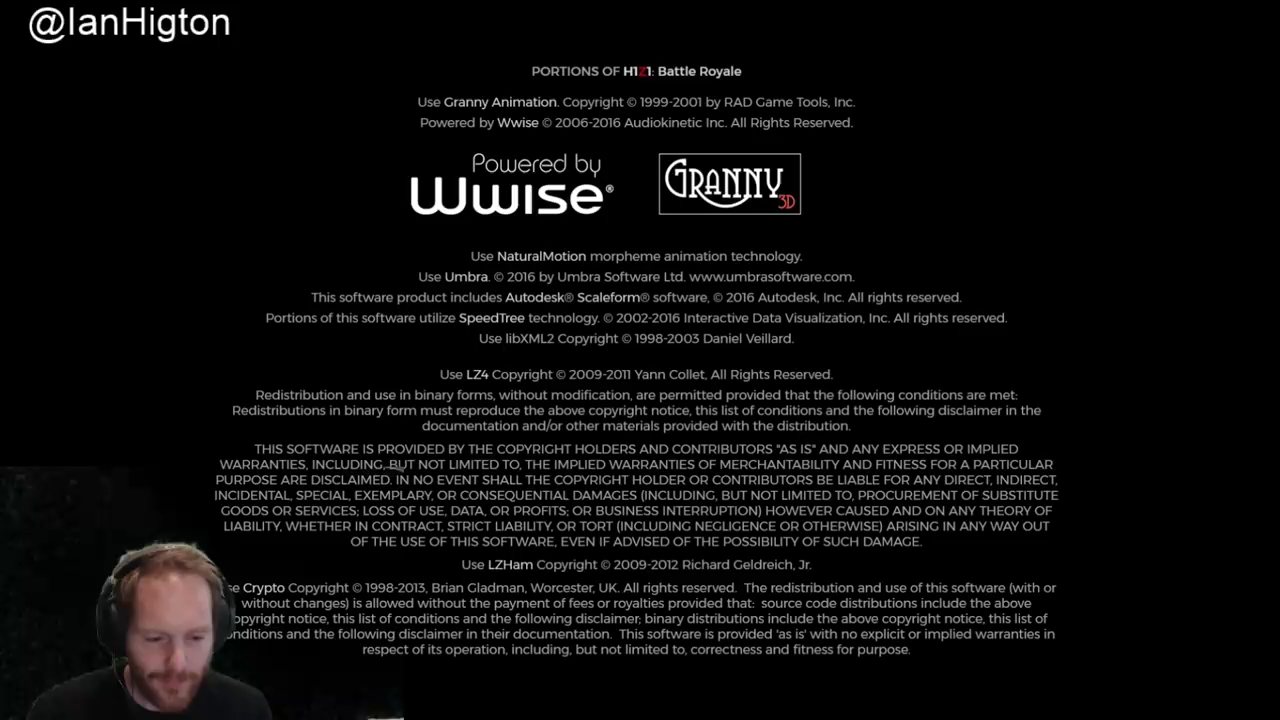 @IanHigton
PORTIONS OF H1Z1: Battle Royale
Use Granny Animation. Copyright © 1999-2001 by RAD Game Tools, Inc.
Powered by Wwise © 2006-2016 Audiokinetic Inc. All Rights Reserved.
Powered by
Wwise®
GRANNY 3D
Use NaturalMotion morpheme animation technology.
Use Umbra. © 2016 by Umbra Software Ltd. www.umbrasoftware.com.
This software product includes Autodesk® Scaleform® software, © 2016 Autodesk, Inc. All rights reserved.
Portions of this software utilize SpeedTree technology. © 2002-2016 Interactive Data Visualization, Inc. All rights reserved.
Use libXML2 Copyright © 1998-2003 Daniel Veillard.
Use LZ4 Copyright © 2009-2011 Yann Collet, All Rights Reserved.
Redistribution and use in binary forms, without modification, are permitted provided that the following conditions are met:
Redistributions in binary form must reproduce the above copyright notice, this list of conditions and the following disclaimer in the
documentation and/or other materials provided with the distribution.
THIS SOFTWARE IS PROVIDED BY THE COPYRIGHT HOLDERS AND CONTRIBUTORS "AS IS" AND ANY EXPRESS OR IMPLIED
WARRANTIES, INCLUDING, BUT NOT LIMITED TO, THE IMPLIED WARRANTIES OF MERCHANTABILITY AND FITNESS FOR A PARTICULAR
PURPOSE ARE DISCLAIMED. IN NO EVENT SHALL THE COPYRIGHT HOLDER OR CONTRIBUTORS BE LIABLE FOR ANY DIRECT, INDIRECT,
INCIDENTAL, SPECIAL, EXEMPLARY, OR CONSEQUENTIAL DAMAGES (INCLUDING, BUT NOT LIMITED TO, PROCUREMENT OF SUBSTITUTE
GOODS OR SERVICES; LOSS OF USE, DATA, OR PROFITS; OR BUSINESS INTERRUPTION) HOWEVER CAUSED AND ON ANY THEORY OF
LIABILITY, WHETHER IN CONTRACT, STRICT LIABILITY, OR TORT (INCLUDING NEGLIGENCE OR OTHERWISE) ARISING IN ANY WAY OUT
OF THE USE OF THIS SOFTWARE, EVEN IF ADVISED OF THE POSSIBILITY OF SUCH DAMAGE.
Use LZHam Copyright © 2009-2012 Richard Geldreich, Jr.
Crypto Copyright © 1998-2013, Brian Gladman, Worcester, UK. All rights reserved. The redistribution and use of this software (with or
without changes) is allowed without the payment of fees or royalties provided that: source code distributions include the above
notice, this list of conditions and the following disclaimer; binary distributions include the above copyright notice, this list of
and the following disclaimer in their documentation. This software is provided 'as is' with no explicit or implied warranties in
respect of its operation, including, but not limited to, correctness and fitness for purpose.